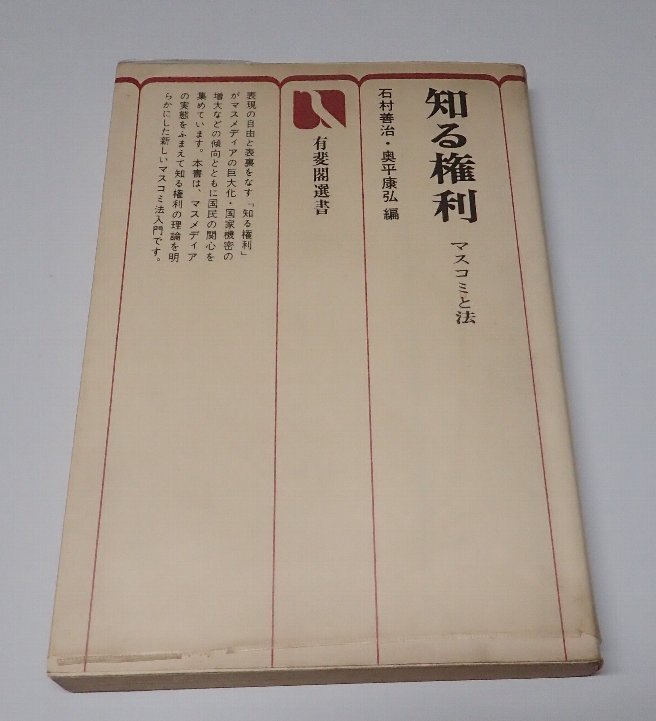 知る権利
マスコミと法
石村善治・奥平康弘 編
有斐閣選書
表現の自由と表裏をなす「知る権利」
がマスメディアの巨大化・国家機密の
増大などの傾向とともに国民の関心を
集めています。本書は、マスメディア
の実態をふまえて知る権利の理論を明
らかにした新しいマスコミ法入門です。